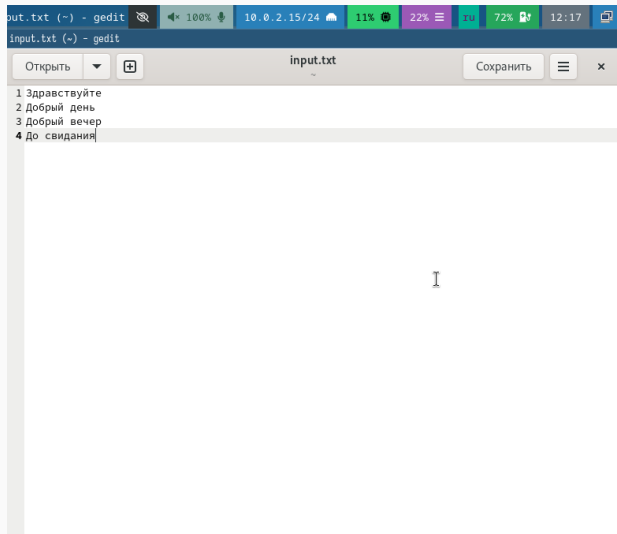 out.txt (~) - gedit 100% 10.0.2.15/24 11% 22% ru 72% 12:17
input.txt (~) - gedit
Открыть input.txt Сохранить
~
1 Здравствуйте
2 Добрый день
3 Добрый вечер
4 До свидания